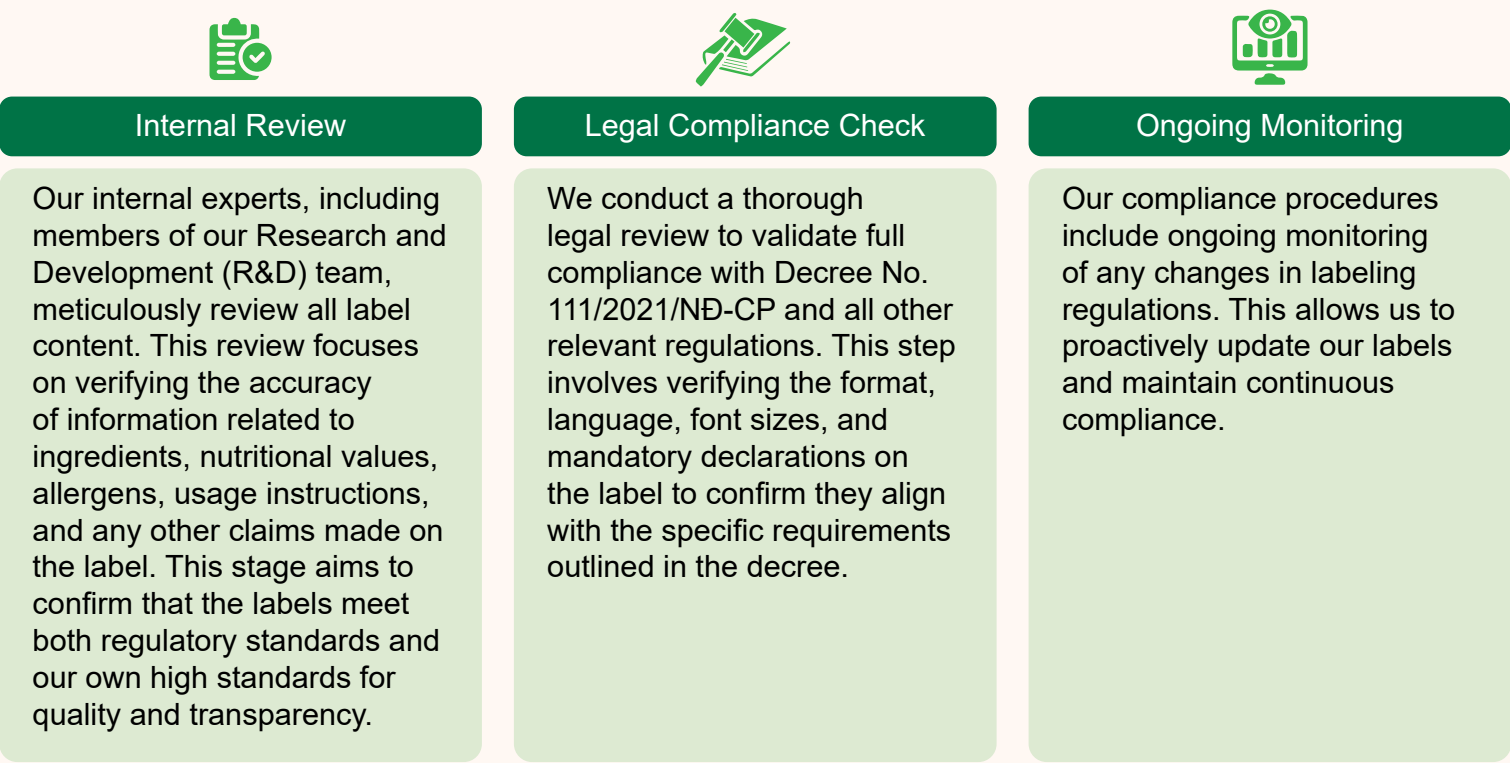 Internal Review
Our internal experts, including
members of our Research and
Development (R&D) team,
meticulously review all label
content. This review focuses
on verifying the accuracy
of information related to
ingredients, nutritional values,
allergens, usage instructions,
and any other claims made on
the label. This stage aims to
confirm that the labels meet
both regulatory standards and
our own high standards for
quality and transparency.
Legal Compliance Check
We conduct a thorough
legal review to validate full
compliance with Decree No.
111/2021/NĐ-CP and all other
relevant regulations. This step
involves verifying the format,
language, font sizes, and
mandatory declarations on
the label to confirm they align
with the specific requirements
outlined in the decree.
Ongoing Monitoring
Our compliance procedures
include ongoing monitoring
of any changes in labeling
regulations. This allows us to
proactively update our labels
and maintain continuous
compliance.